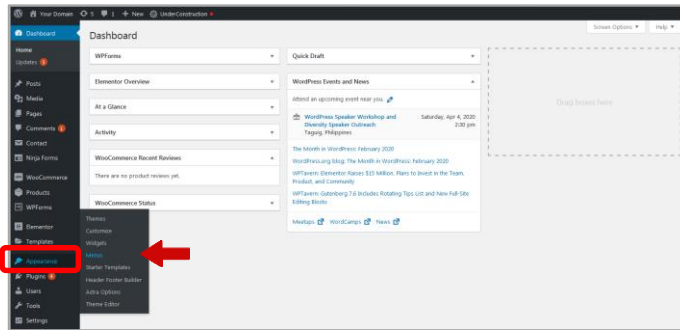 Your Domain 5 1 + New UnderConstruction
Screen Options ▼ Help ▼
Dashboard
Home
Updates
Posts
Media
Pages
Comments
Contact
Ninja Forms
WooCommerce
Products
WPForms
Elementor
Templates
Appearance
Plugins
Users
Tools
Settings
Themes
Customize
Widgets
Menus
Starter Templates
Header Footer Builder
Astra Options
Theme Editor
Dashboard
WPForms
Elementor Overview
At a Glance
Activity
WooCommerce Recent Reviews
There are no product reviews yet.
WooCommerce Status
Quick Draft
WordPress Events and News
Attend an upcoming event near you.
WordPress Speaker Workshop and Saturday, Apr 4, 2020
Diversity Speaker Outreach 2:30 pm
Taguig, Philippines
The Month in WordPress: February 2020
WordPress.org blog: The Month in WordPress: February 2020
WPTavern: Elementor Raises $15 Million, Plans to Invest in the Team,
Product, and Community
WPTavern: Gutenberg 7.6 Includes Rotating Tips List and New Full-Site
Editing Blocks
Meetups WordCamps News
Drag boxes here